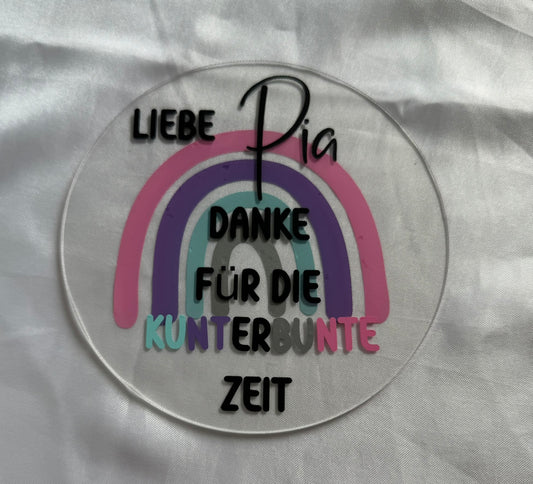 LIEBE Pia
DANKE
FÜR DIE
KUNTERBUNTE
ZEIT